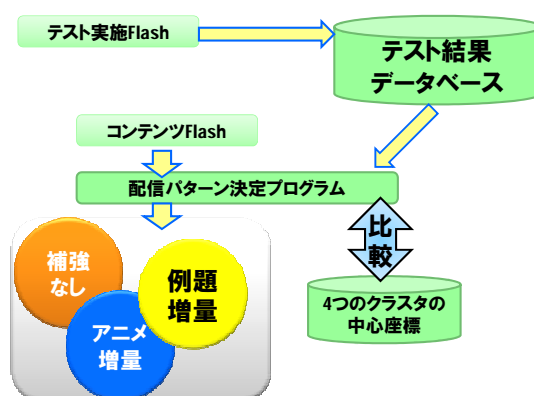 テスト実施Flash
テスト結果
データベース
コンテンツFlash
配信パターン決定プログラム
比
較
補強
なし
例題
増量
アニメ
増量
4つのクラスタの
中心座標